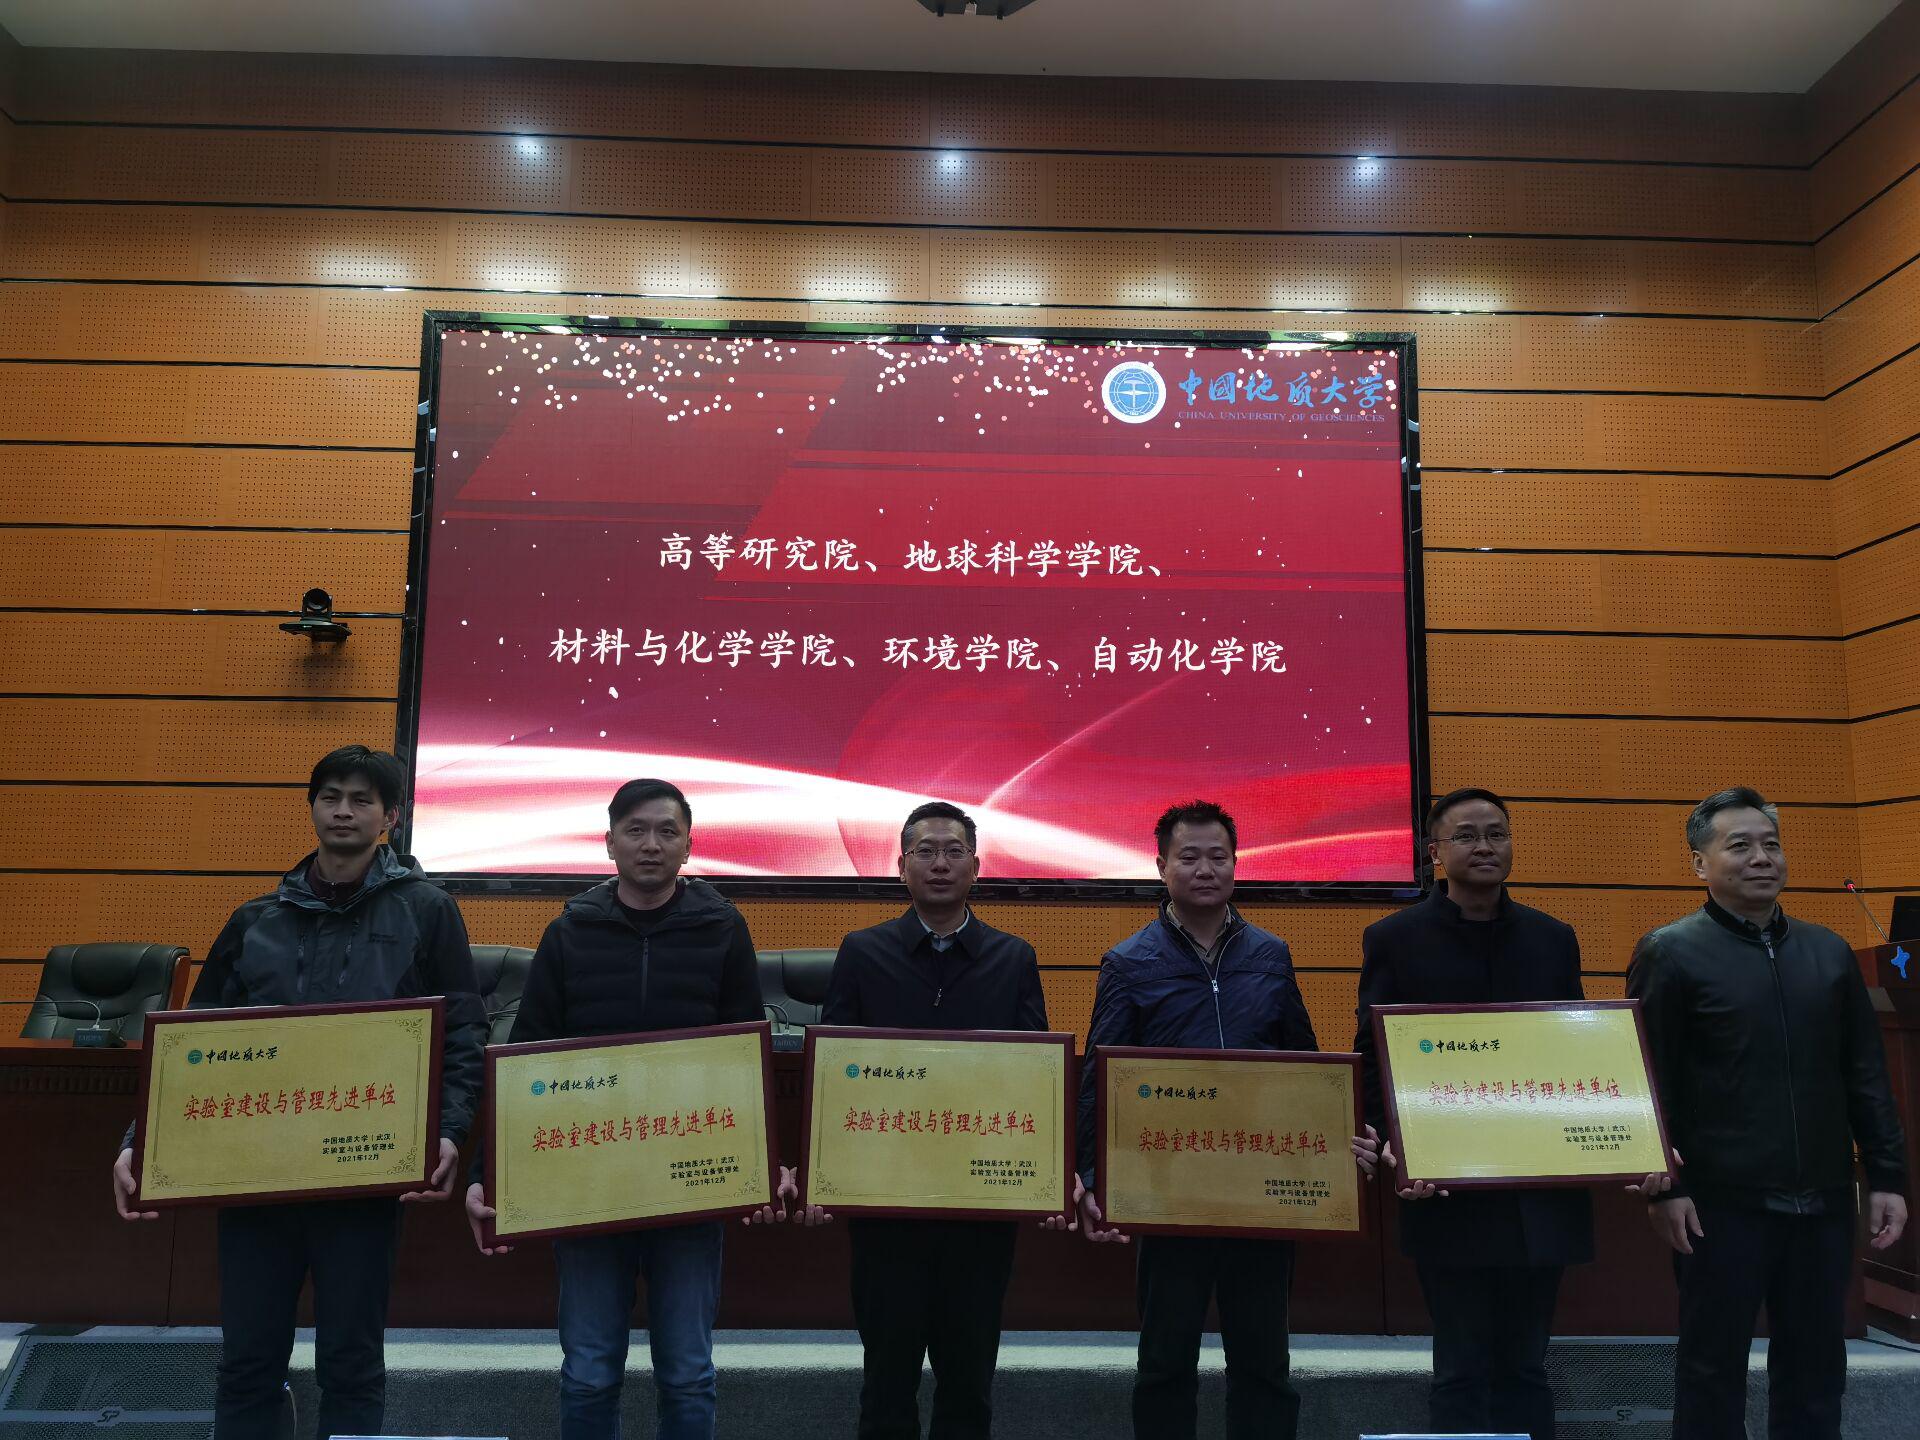 中国地质大学
CHINA UNIVERSITY OF GEOSCIENCES
高等研究院、地球科学学院、
材料与化学学院、环境学院、自动化学院
中国地质大学
实验室建设与管理先进单位
中国地质大学（武汉）
实验室与设备管理处
2021年12月
中国地质大学
实验室建设与管理先进单位
中国地质大学（武汉）
实验室与设备管理处
2021年12月
中国地质大学
实验室建设与管理先进单位
中国地质大学（武汉）
实验室与设备管理处
2021年12月
中国地质大学
实验室建设与管理先进单位
中国地质大学（武汉）
实验室与设备管理处
2021年12月
中国地质大学
实验室建设与管理先进单位
中国地质大学（武汉）
实验室与设备管理处
2021年12月
TAIDEN
TAIDEN
SP
SP